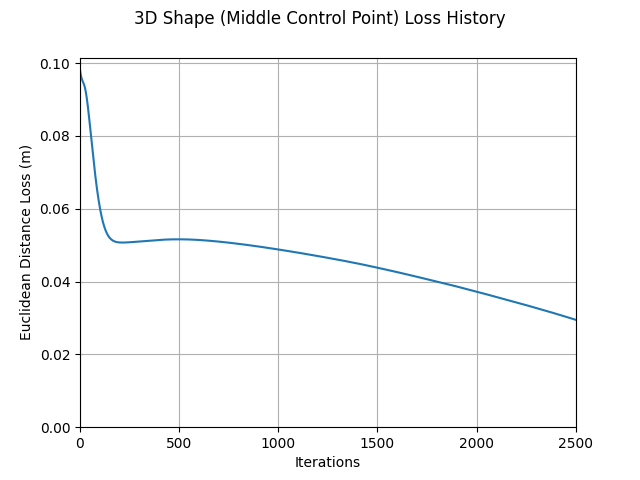 3D Shape (Middle Control Point) Loss History
Euclidean Distance Loss (m)
0.10
0.08
0.06
0.04
0.02
0.00
0 500 1000 1500 2000 2500
Iterations